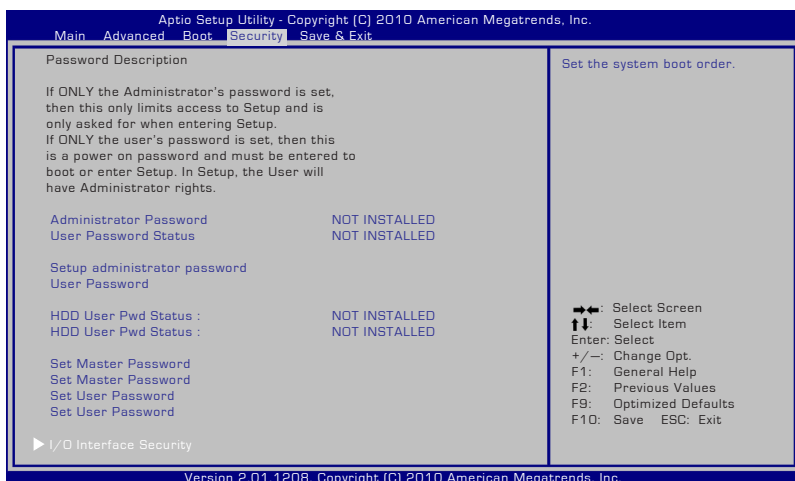 Aptio Setup Utility - Copyright (C) 2010 American Megatrends, Inc.
Main Advanced Boot Security Save & Exit
Password Description
If ONLY the Administrator's password is set,
then this only limits access to Setup and is
only asked for when entering Setup.
If ONLY the user's password is set, then this
is a power on password and must be entered to
boot or enter Setup. In Setup, the User will
have Administrator rights.
Administrator Password NOT INSTALLED
User Password Status NOT INSTALLED
Setup administrator password
User Password
HDD User Pwd Status : NOT INSTALLED
HDD User Pwd Status : NOT INSTALLED
Set Master Password
Set Master Password
Set User Password
Set User Password
I/O Interface Security
Set the system boot order.
→←: Select Screen
↑↓: Select Item
Enter: Select
+/–: Change Opt.
F1: General Help
F2: Previous Values
F9: Optimized Defaults
F10: Save ESC: Exit
Version 2.01.1208. Copyright (C) 2010 American Megatrends, Inc.